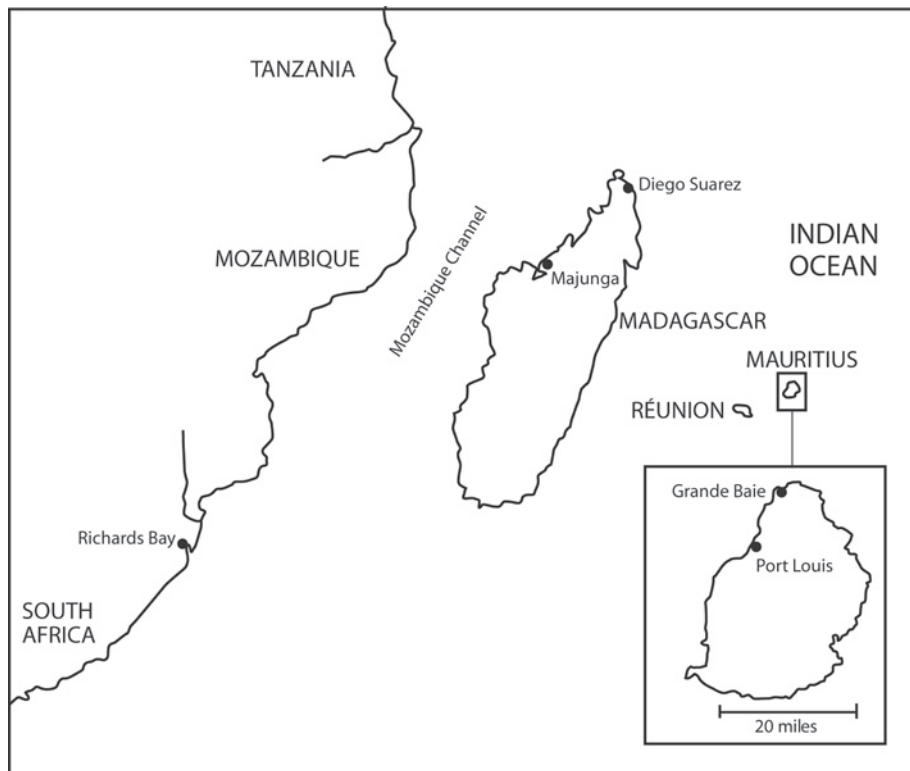 TANZANIA
Diego Suarez
MOZAMBIQUE
Mozambique Channel
INDIAN
OCEAN
Majunga
MADAGASCAR
MAURITIUS
RÉUNION
Grande Baie
Richards Bay
Port Louis
SOUTH
AFRICA
20 miles